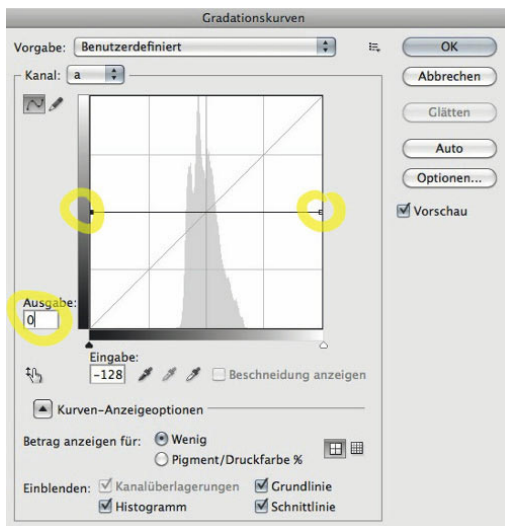 Gradationskurven
Vorgabe: Benutzerdefiniert
OK
Kanal: a
Abbrechen
Glätten
Auto
Optionen...
Vorschau
Ausgabe:
0
Eingabe:
-128
Beschneidung anzeigen
Kurven-Anzeigeoptionen
Betrag anzeigen für: Wenig
Pigment/Druckfarbe %
Einblenden: Kanalüberlagerungen Grundlinie
Histogramm Schnittlinie